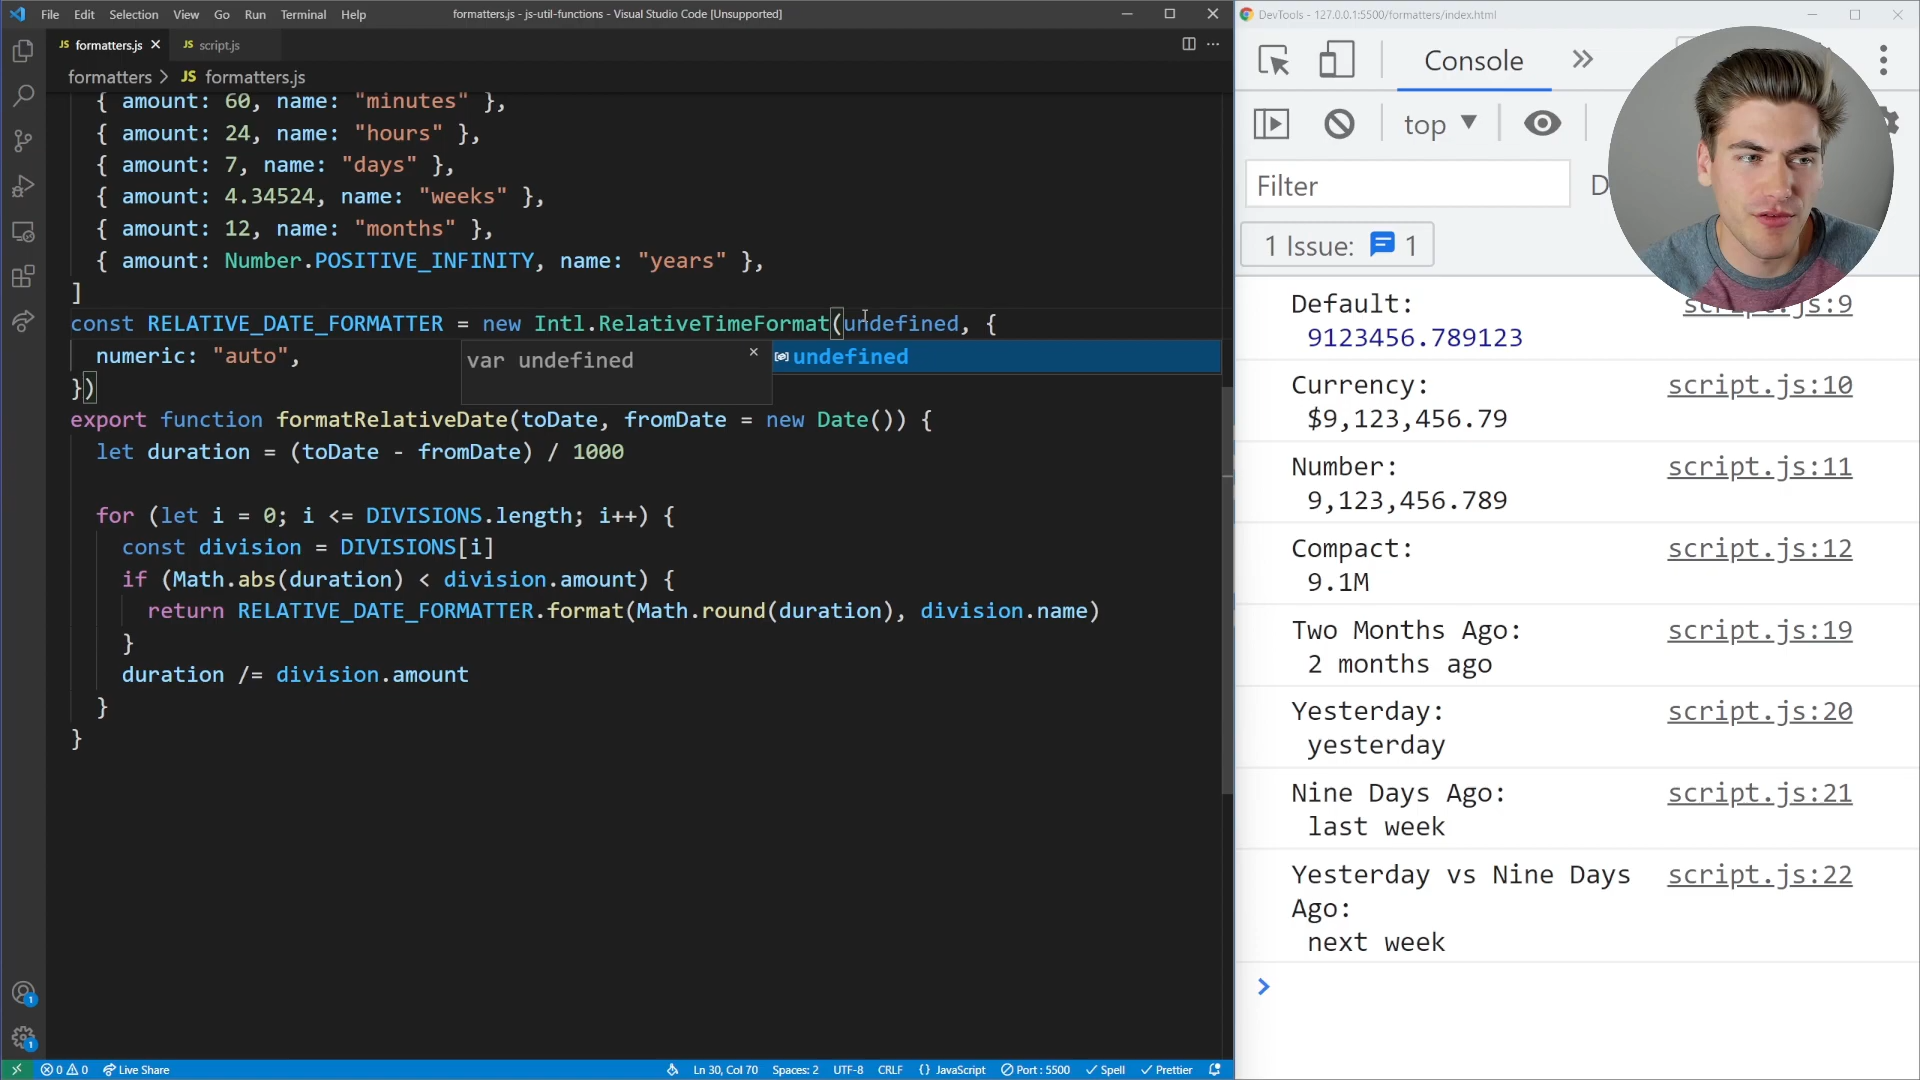 File Edit Selection View Go Run Terminal Help
formatters.js - js-util-functions - Visual Studio Code [Unsupported]
JS formatters.js
JS script.js
formatters > JS formatters.js
{ amount: 60, name: "minutes" },
{ amount: 24, name: "hours" },
{ amount: 7, name: "days" },
{ amount: 4.34524, name: "weeks" },
{ amount: 12, name: "months" },
{ amount: Number.POSITIVE_INFINITY, name: "years" },
]
const RELATIVE_DATE_FORMATTER = new Intl.RelativeTimeFormat(undefined, {
numeric: "auto",
var undefined
undefined
})
export function formatRelativeDate(toDate, fromDate = new Date()) {
let duration = (toDate - fromDate) / 1000
for (let i = 0; i <= DIVISIONS.length; i++) {
const division = DIVISIONS[i]
if (Math.abs(duration) < division.amount) {
return RELATIVE_DATE_FORMATTER.format(Math.round(duration), division.name)
}
duration /= division.amount
}
}
1
1
0 0 Live Share
Ln 30, Col 70 Spaces: 2 UTF-8 CRLF {} JavaScript Port : 5500 Spell Prettier
DevTools - 127.0.0.1:5500/formatters/index.html
Console
top
Filter
D
1 Issue: 1
Default: script.js:9
9123456.789123
Currency: script.js:10
$9,123,456.79
Number: script.js:11
9,123,456.789
Compact: script.js:12
9.1M
Two Months Ago: script.js:19
2 months ago
Yesterday: script.js:20
yesterday
Nine Days Ago: script.js:21
last week
Yesterday vs Nine Days script.js:22
Ago:
next week